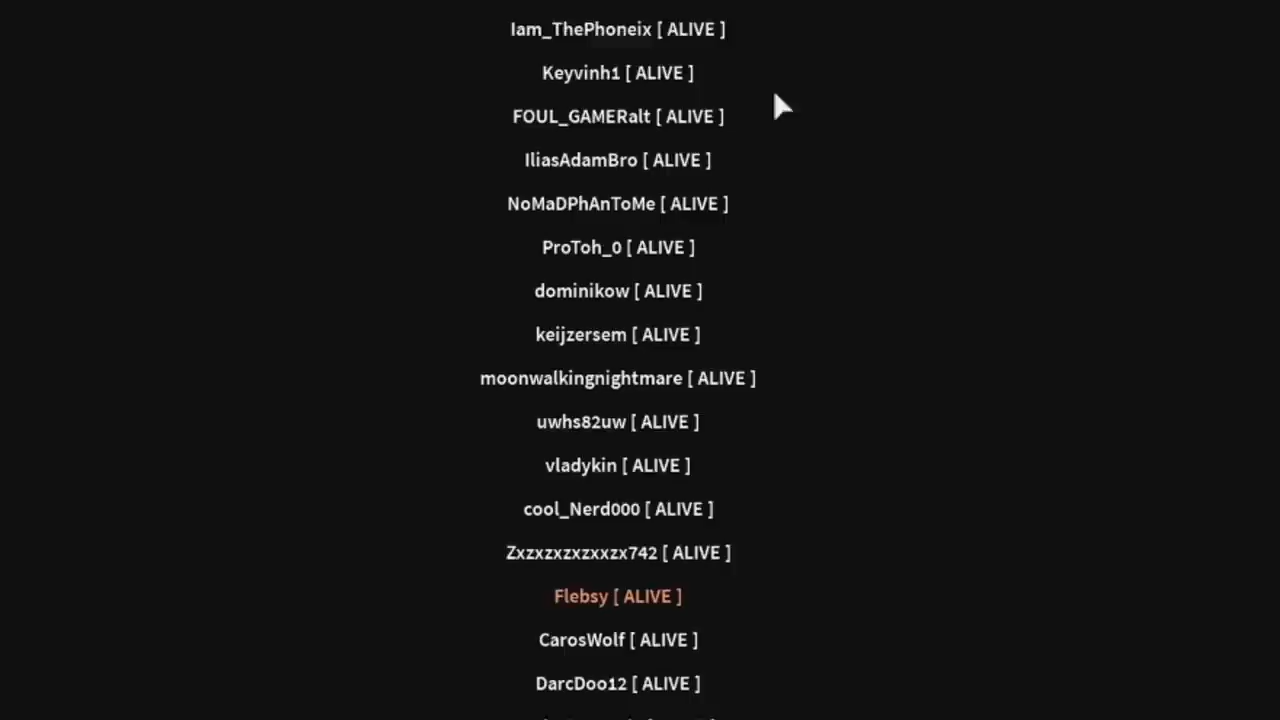 Iam_ThePhoneix [ ALIVE ]
Keyvinh1 [ ALIVE ]
FOUL_GAMERalt [ ALIVE ]
IliasAdamBro [ ALIVE ]
NoMaDPhAnToMe [ ALIVE ]
ProToh_0 [ ALIVE ]
dominikow [ ALIVE ]
keijzersem [ ALIVE ]
moonwalkingnightmare [ ALIVE ]
uwhs82uw [ ALIVE ]
vladykin [ ALIVE ]
cool_Nerd000 [ ALIVE ]
Zxzxzxzxzxxzx742 [ ALIVE ]
Flebsy [ ALIVE ]
CarosWolf [ ALIVE ]
DarcDoo12 [ ALIVE ]